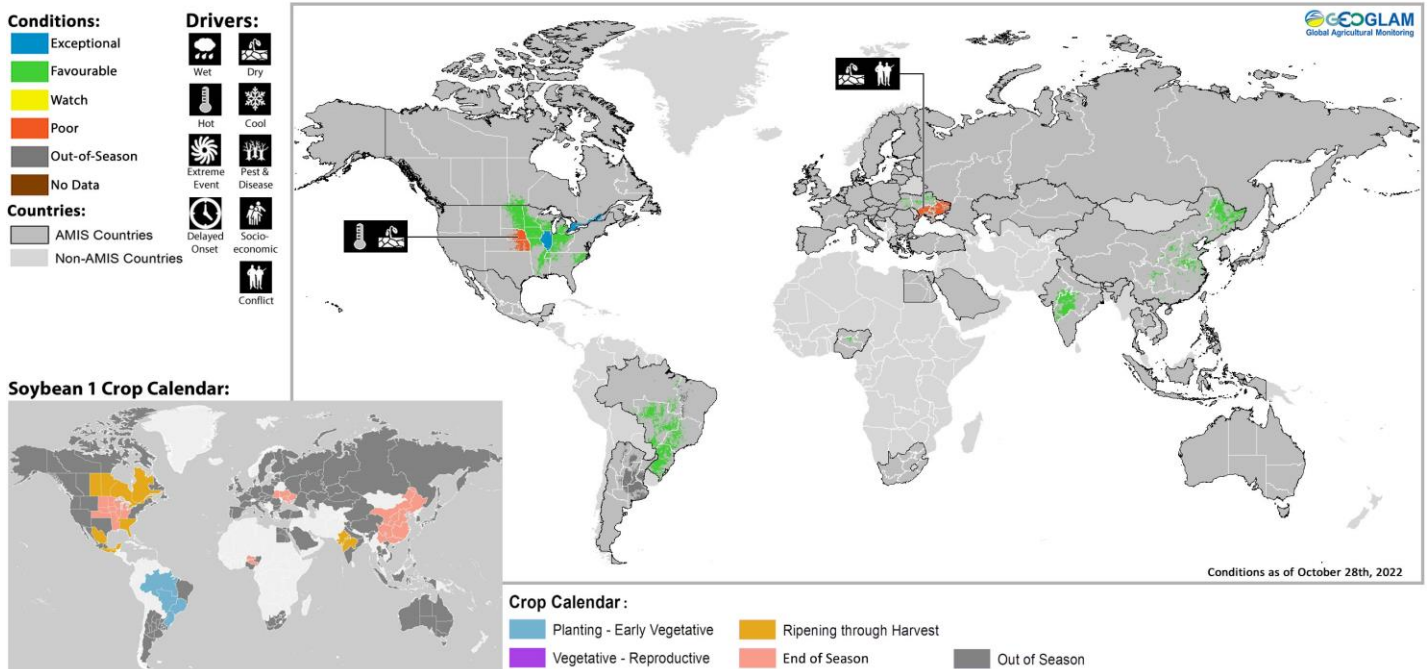 Conditions:
Exceptional
Favourable
Watch
Poor
Out-of-Season
No Data
Countries:
AMIS Countries
Non-AMIS Countries
Drivers:
Wet
Dry
Hot
Cool
Extreme
Event
Pest &
Disease
Delayed
Onset
Socio-
economic
Conflict
GEOGLAM
Global Agricultural Monitoring
Conditions as of October 28th, 2022
Soybean 1 Crop Calendar:
Crop Calendar :
Planting - Early Vegetative
Ripening through Harvest
Vegetative - Reproductive
End of Season
Out of Season